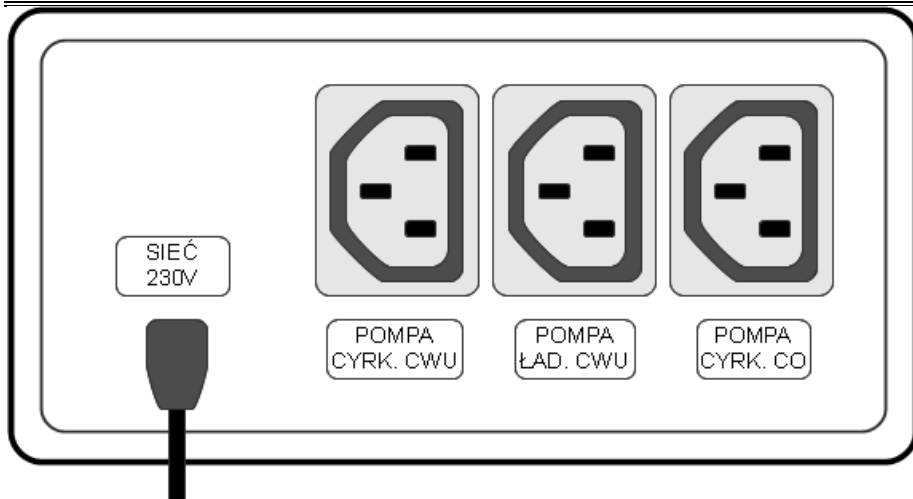 SIEĆ
230V
POMPA
CYRK. CWU
POMPA
ŁAD. CWU
POMPA
CYRK. CO